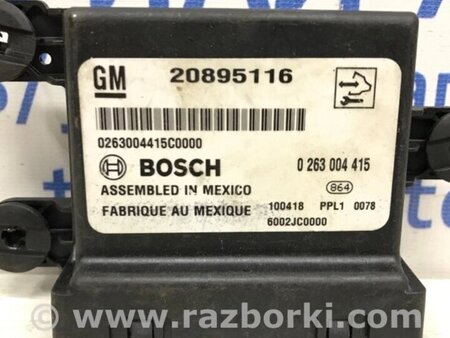 GM 20895116
0263004415C0000
BOSCH 0 263 004 415
ASSEMBLED IN MEXICO 864
FABRIQUE AU MEXIQUE 100418 PPL1 0078
6002JC0000
www.razborki.com